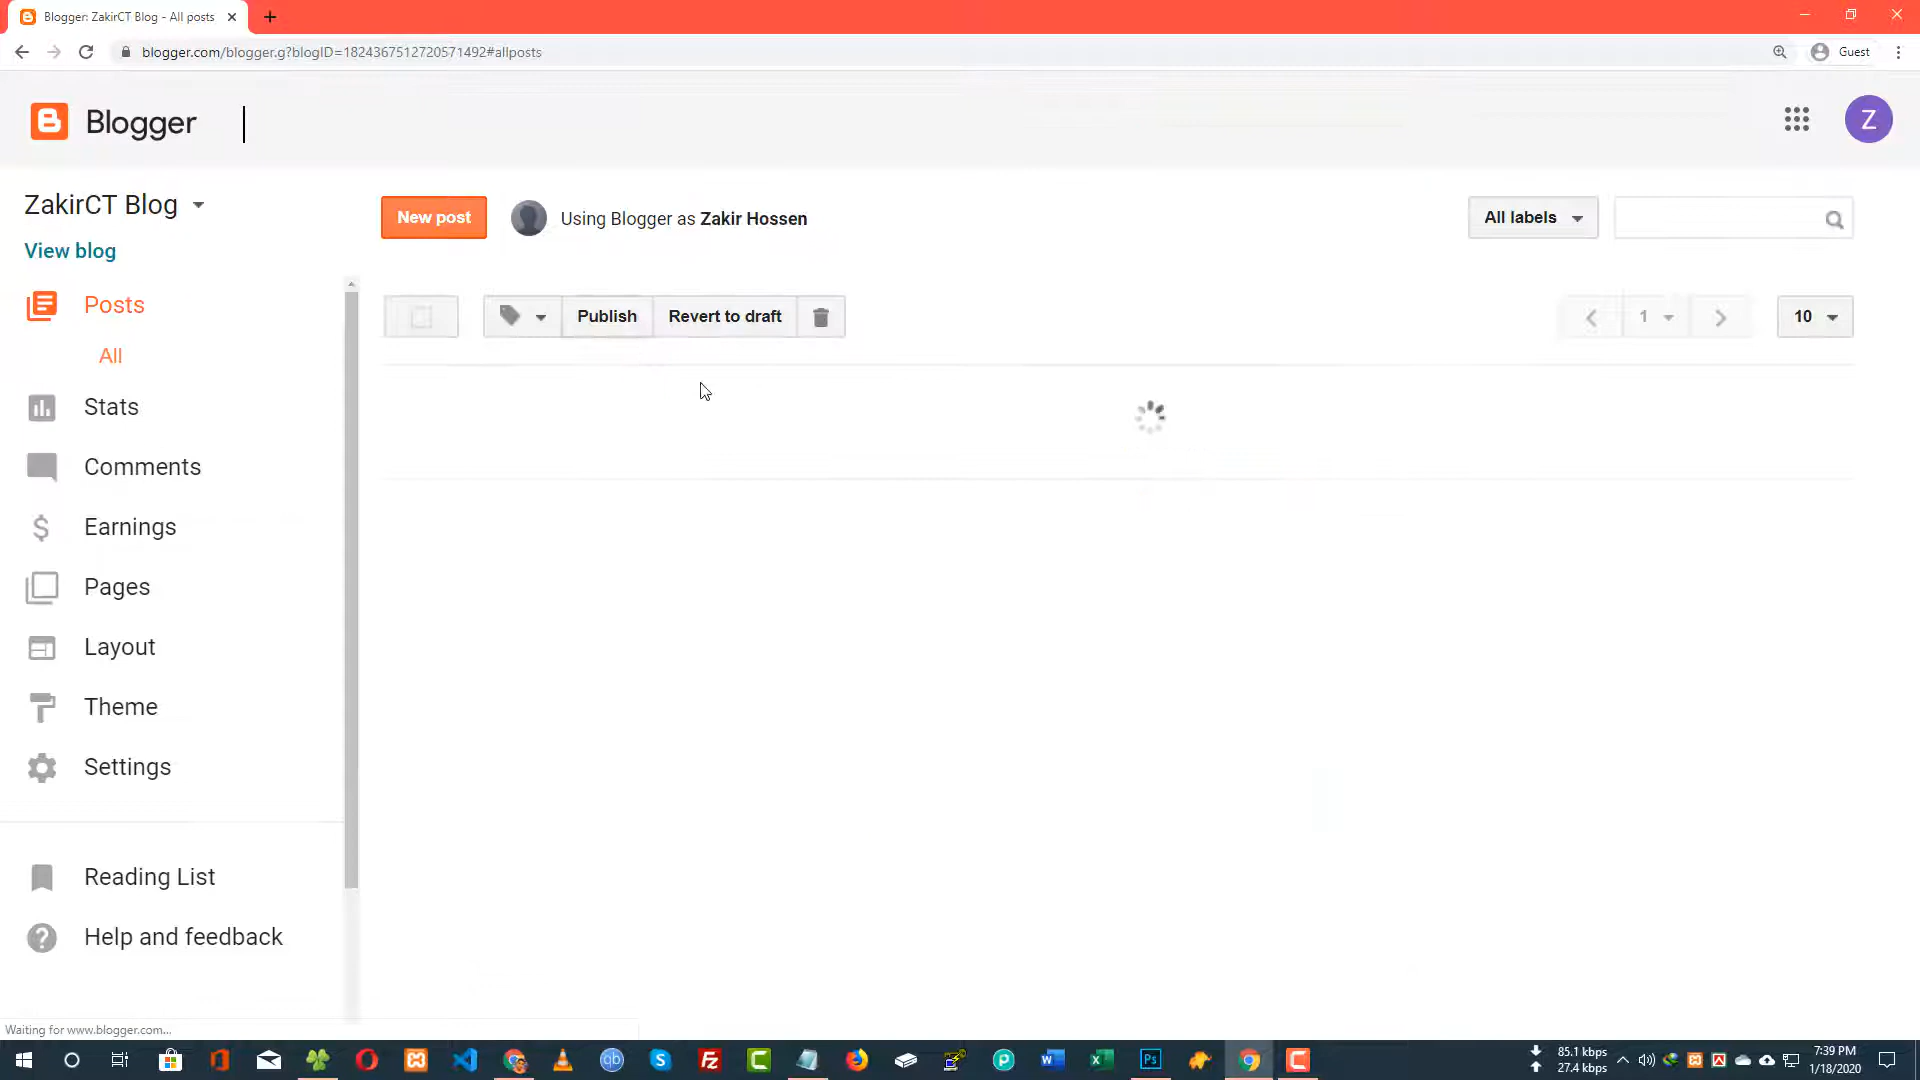 Blogger: ZakirCT Blog - All posts
blogger.com/blogger.g?blogID=1824367512720571492#allposts
Guest
Blogger
Z
ZakirCT Blog
New post
Using Blogger as Zakir Hossen
All labels
View blog
Posts
Publish
Revert to draft
1
10
All
Stats
Comments
Earnings
Pages
Layout
Theme
Settings
Reading List
Help and feedback
Waiting for www.blogger.com...
85.1 kbps
27.4 kbps
7:39 PM
1/18/2020